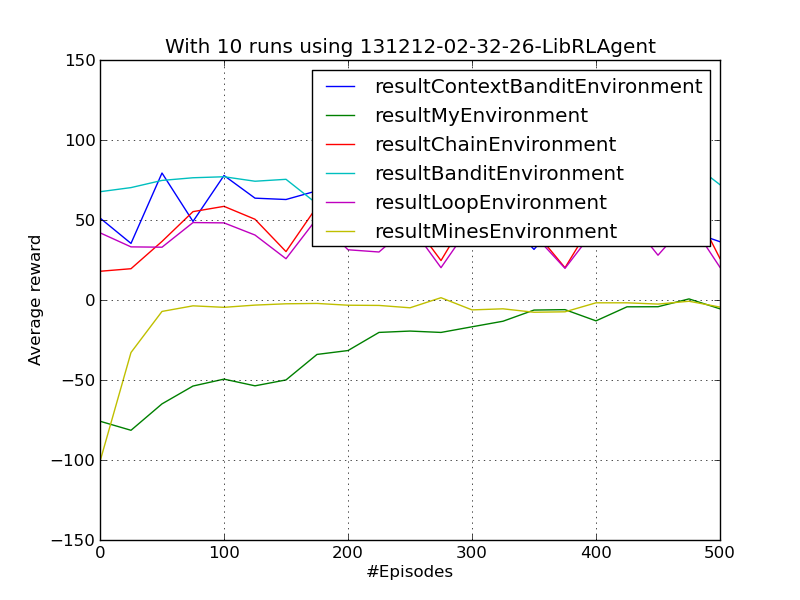 With 10 runs using 131212-02-32-26-LibRLAgent
150
100
50
0
−50
−100
−150
Average reward
resultContextBanditEnvironment
resultMyEnvironment
resultChainEnvironment
resultBanditEnvironment
resultLoopEnvironment
resultMinesEnvironment
0 100 200 300 400 500
#Episodes